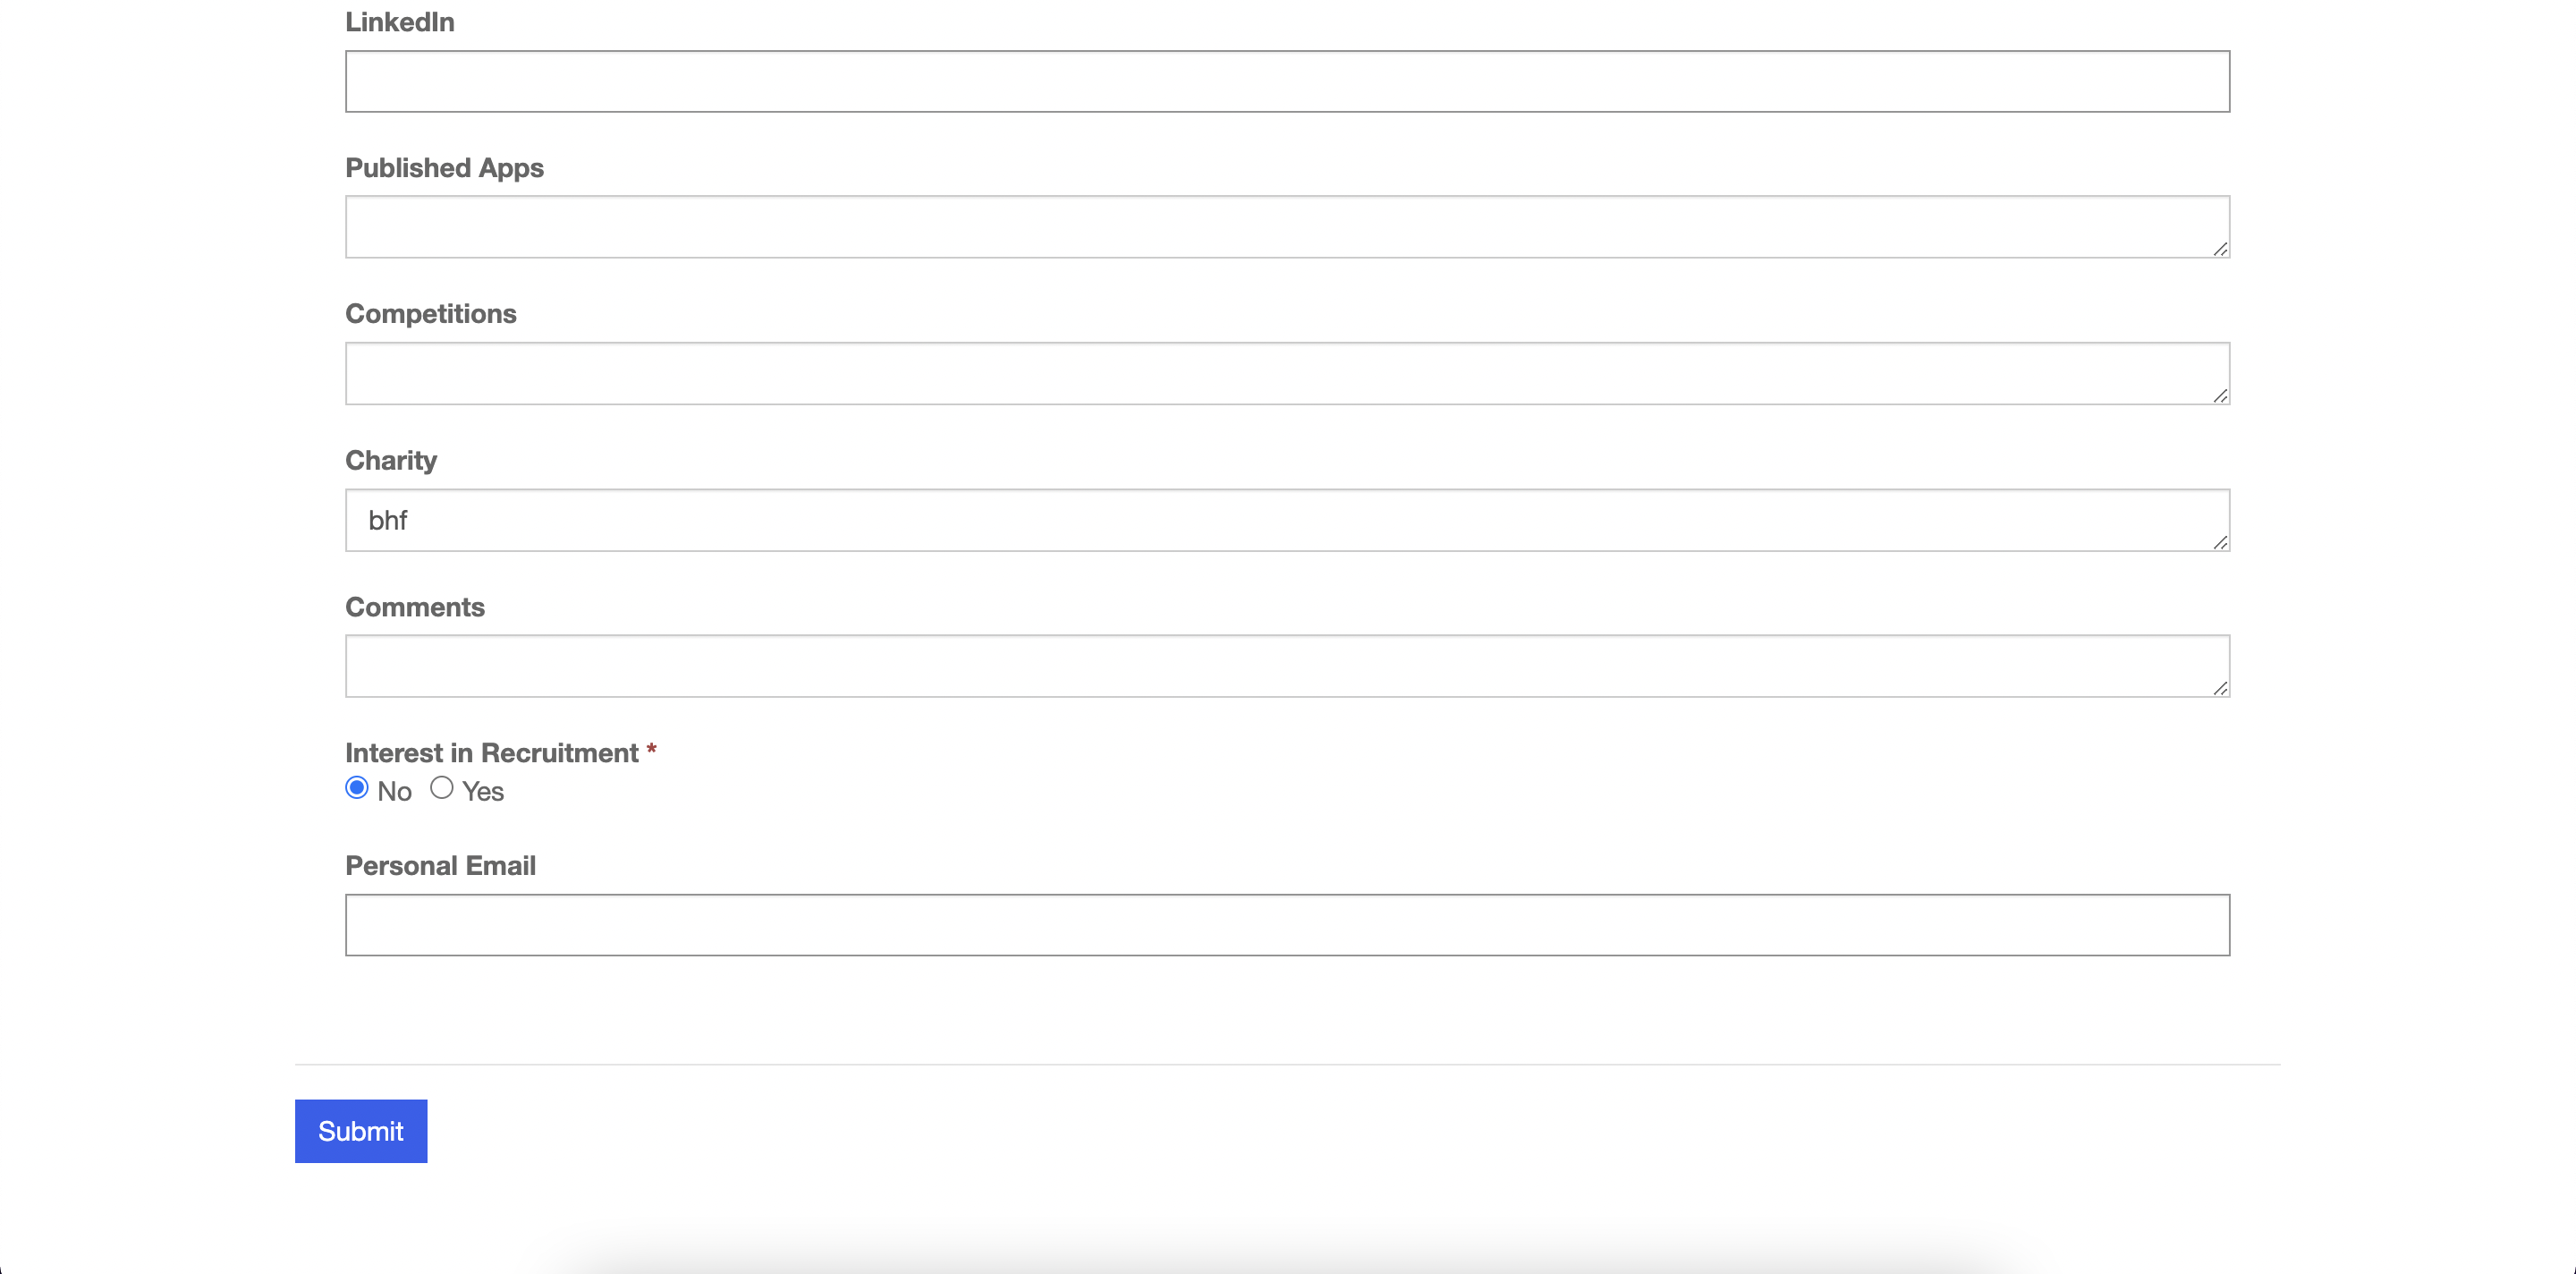 LinkedIn
Published Apps
Competitions
Charity
bhf
Comments
Interest in Recruitment *
No Yes
Personal Email
Submit